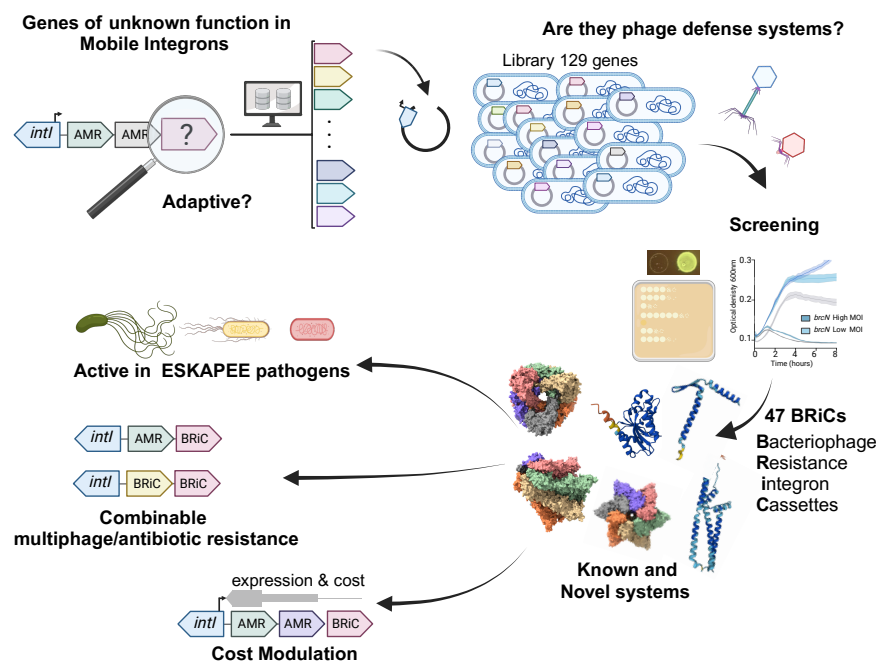 Genes of unknown function in
Mobile Integrons
intI
AMR
AMR
?
Adaptive?
Are they phage defense systems?
Library 129 genes
Screening
Optical denisty 600nm
0.3
0.2
0.1
brcN High MOI
brcN Low MOI
0 2 4 6 8
Time (hours)
47 BRiCs
Bacteriophage
Resistance
integron
Cassettes
Known and
Novel systems
Active in ESKAPEE pathogens
intI AMR BRiC
intI BRiC BRiC
Combinable
multiphage/antibiotic resistance
expression & cost
intI AMR AMR BRiC
Cost Modulation